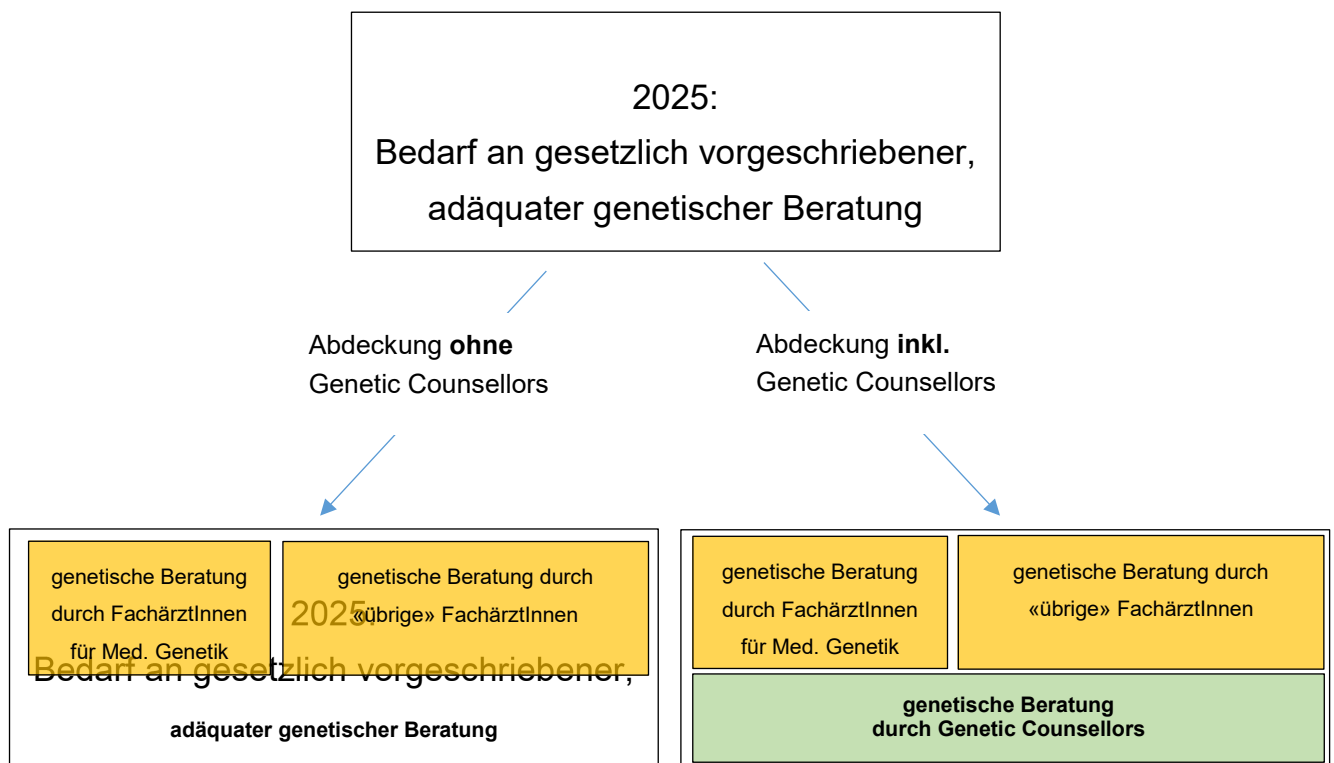 2025:
Bedarf an gesetzlich vorgeschriebener,
adäquater genetischer Beratung
Abdeckung ohne
Genetic Counsellors
Abdeckung inkl.
Genetic Counsellors
genetische Beratung
durch FachärztInnen
für Med. Genetik
genetische Beratung durch
«übrige» FachärztInnen
2025:
Bedarf an gesetzlich vorgeschriebener,
adäquater genetischer Beratung
genetische Beratung
durch FachärztInnen
für Med. Genetik
genetische Beratung durch
«übrige» FachärztInnen
genetische Beratung
durch Genetic Counsellors